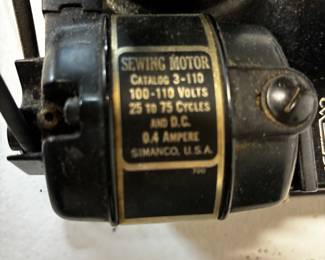 SEWING MOTOR
CATALOG 3-110
100-110 VOLTS
25 TO 75 CYCLES
AND D.C.
0.4 AMPERE
SIMANCO, U.S.A.